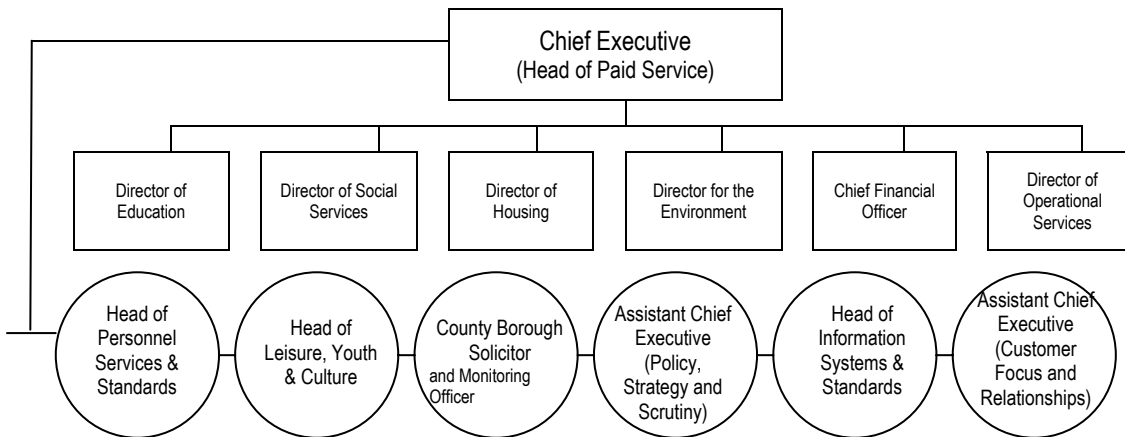 Chief Executive
(Head of Paid Service)
Director of
Education
Director of Social
Services
Director of
Housing
Director for the
Environment
Chief Financial
Officer
Director of
Operational
Services
Head of
Personnel
Services &
Standards
Head of
Leisure, Youth
& Culture
County Borough
Solicitor
and Monitoring
Officer
Assistant Chief
Executive
(Policy,
Strategy and
Scrutiny)
Head of
Information
Systems &
Standards
Assistant Chief
Executive
(Customer
Focus and
Relationships)